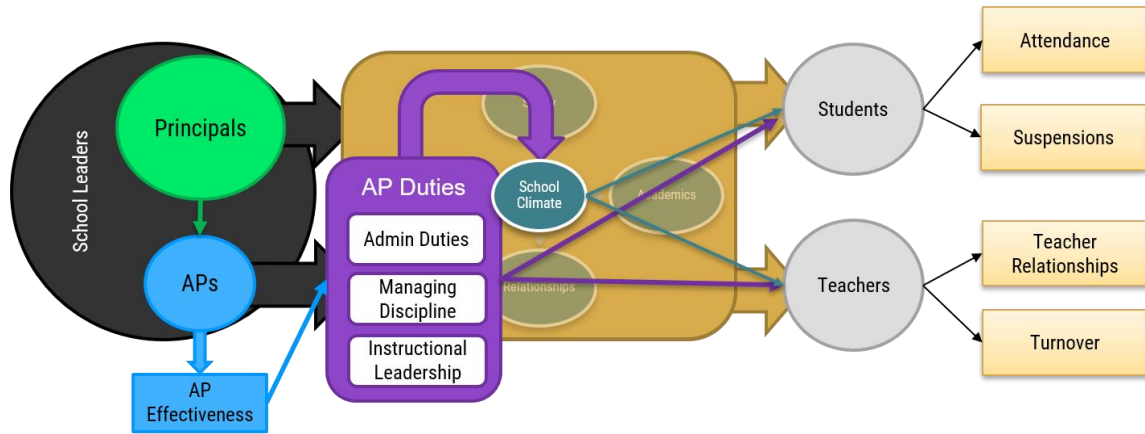 School Leaders
Principals
APs
AP
Effectiveness
AP Duties
Admin Duties
Managing
Discipline
Instructional
Leadership
School
Climate
Academics
Relationships
Students
Teachers
Attendance
Suspensions
Teacher
Relationships
Turnover